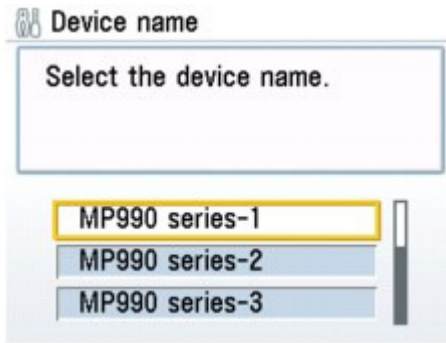 Device name
Select the device name.
MP990 series-1
MP990 series-2
MP990 series-3